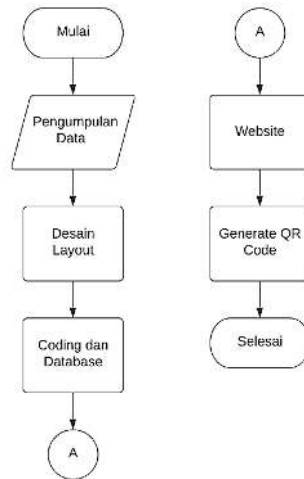 Mulai
Pengumpulan
Data
Desain
Layout
Coding dan
Database
A
A
Website
Generate QR
Code
Selesai